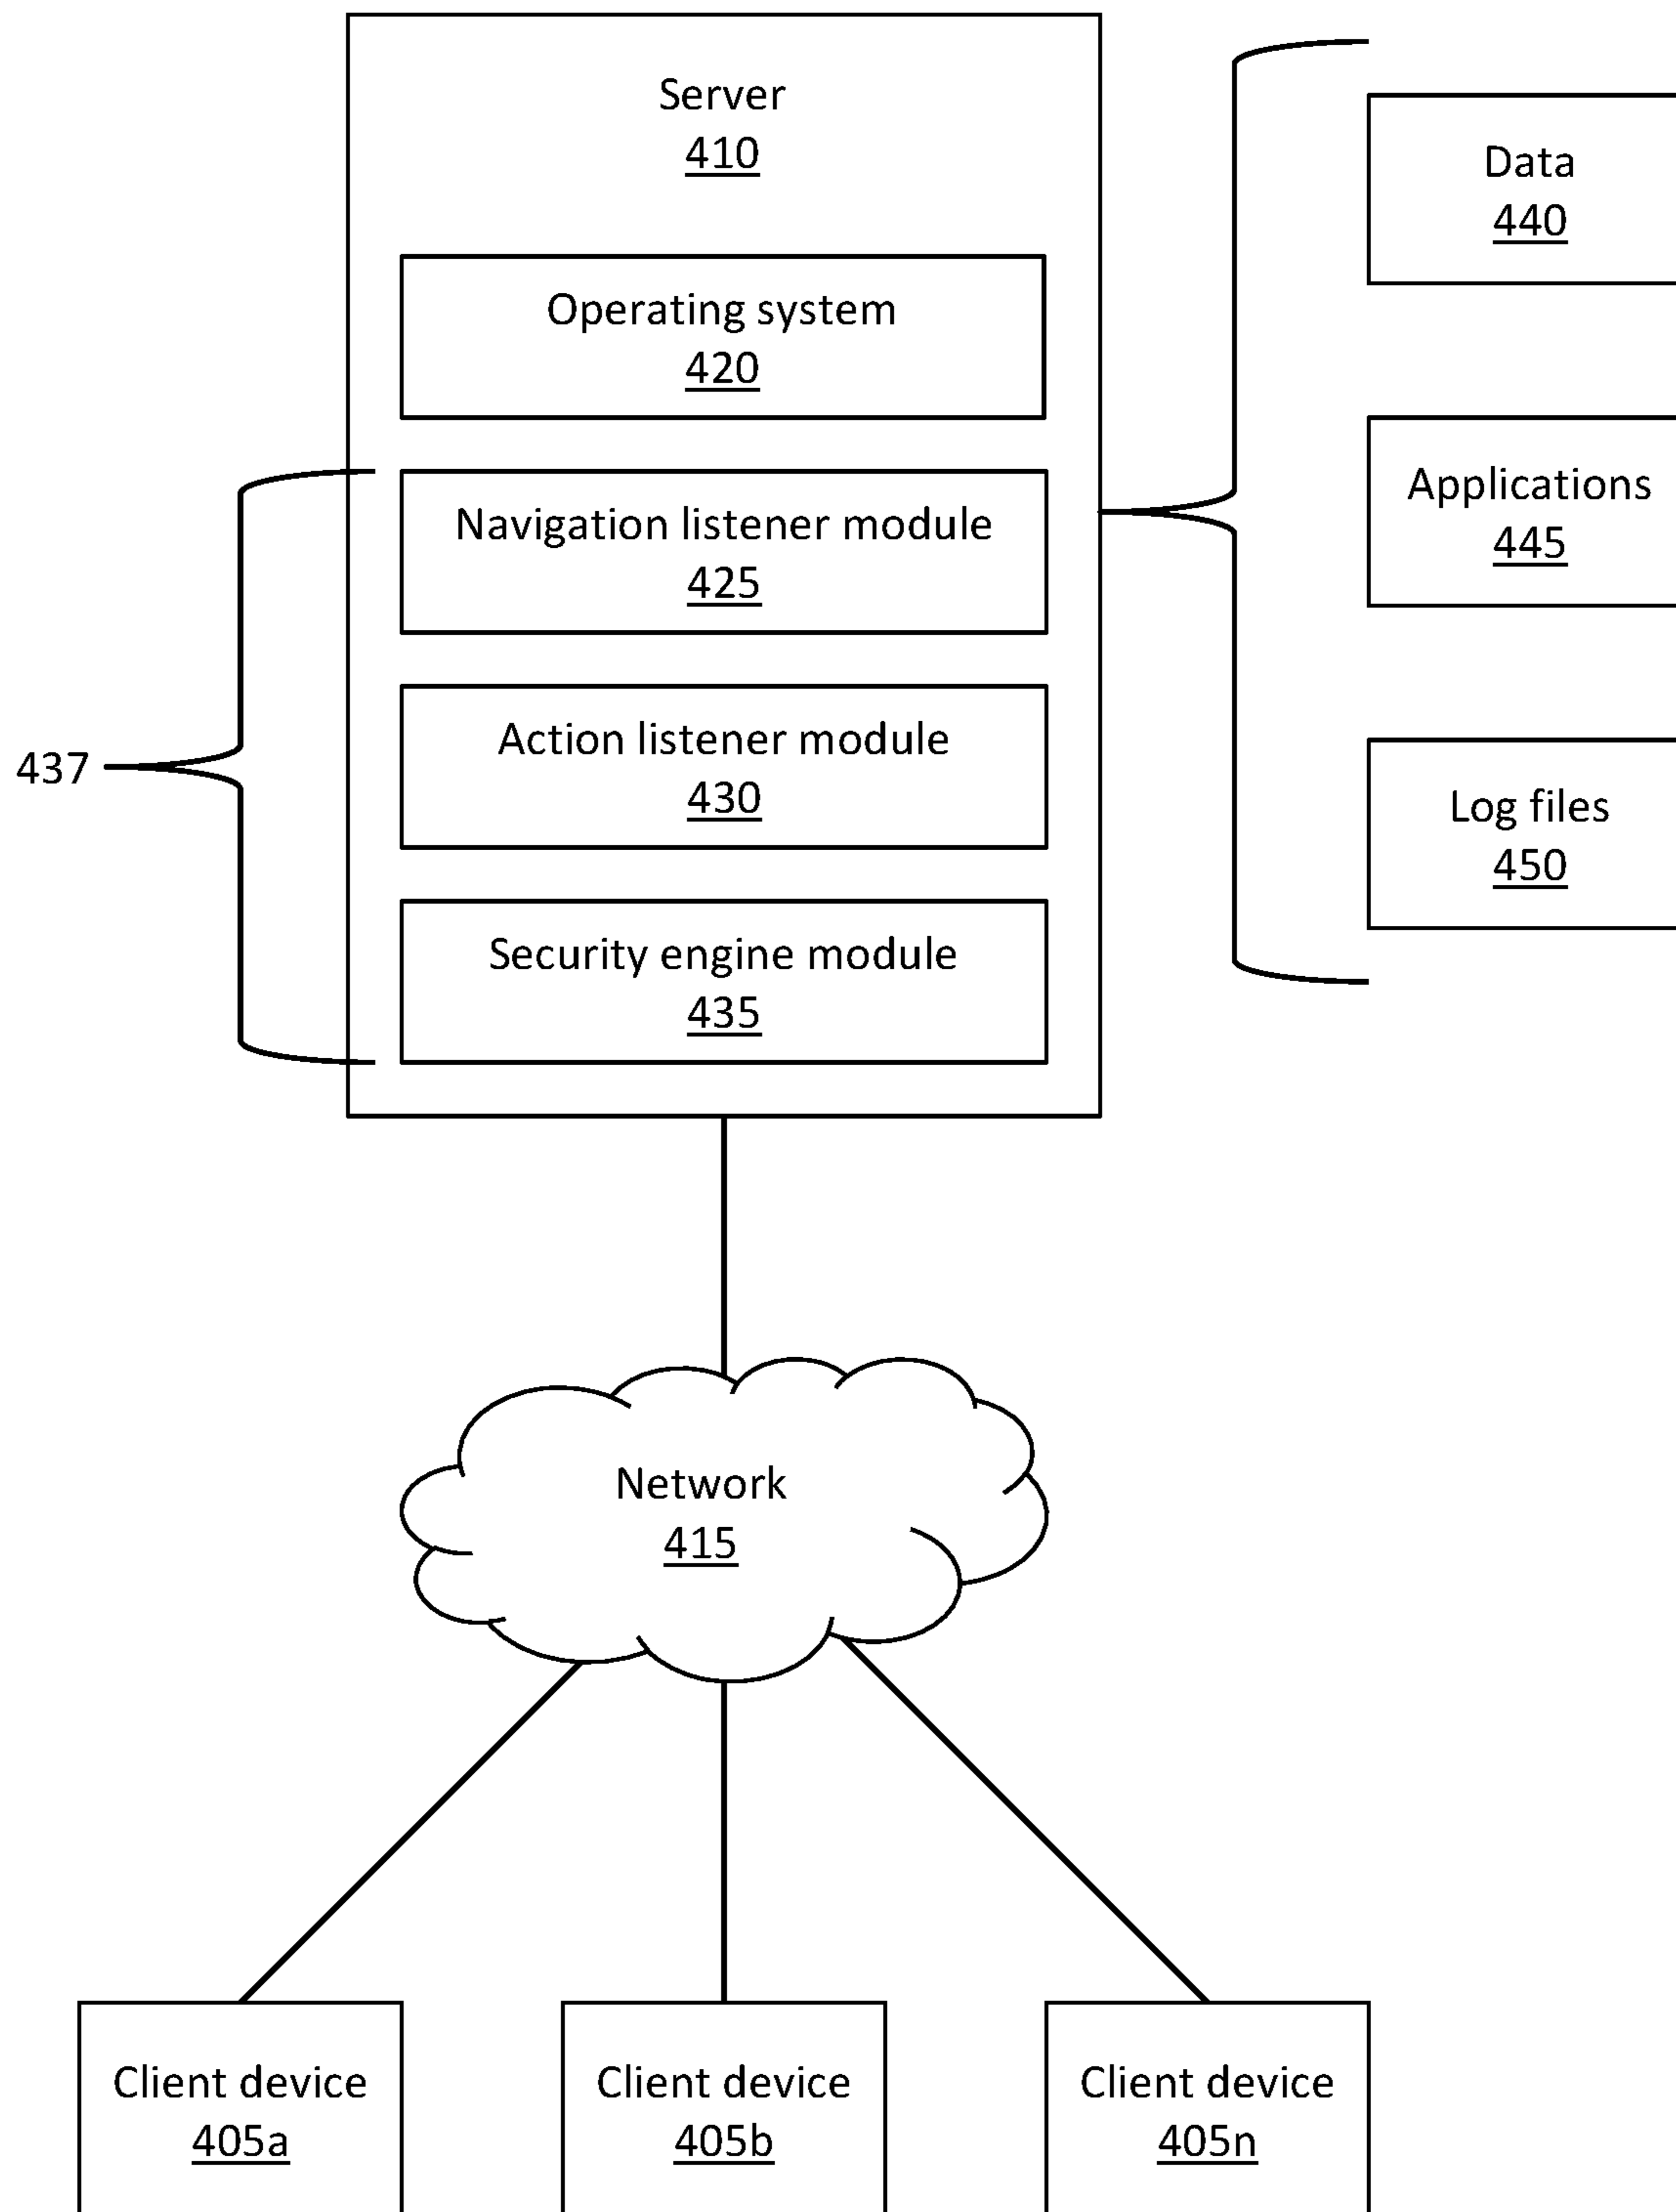 Server
410
Operating system
420
Navigation listener module
425
Action listener module
430
Security engine module
435
437
Data
440
Applications
445
Log files
450
Network
415
Client device
405a
Client device
405b
Client device
405n